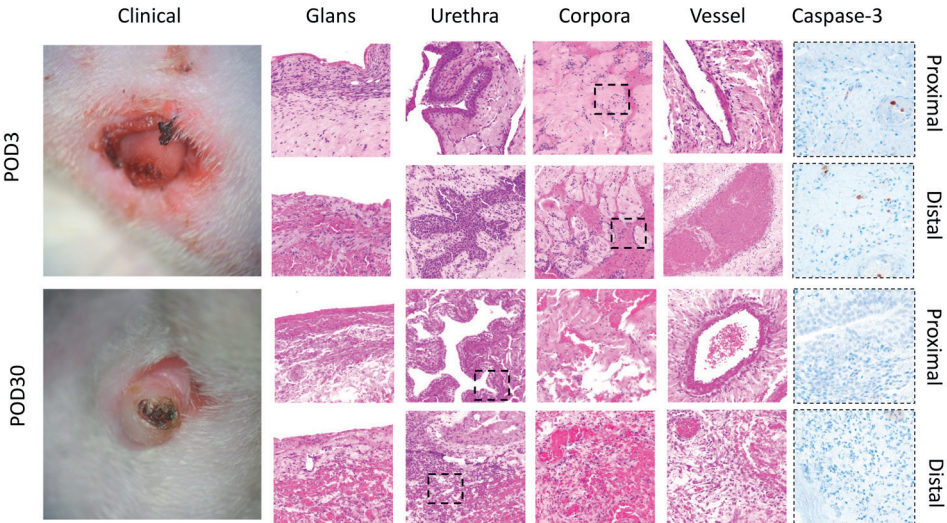 Clinical Glans Urethra Corpora Vessel Caspase-3
POD3
Proximal
Distal
POD30
Proximal
Distal